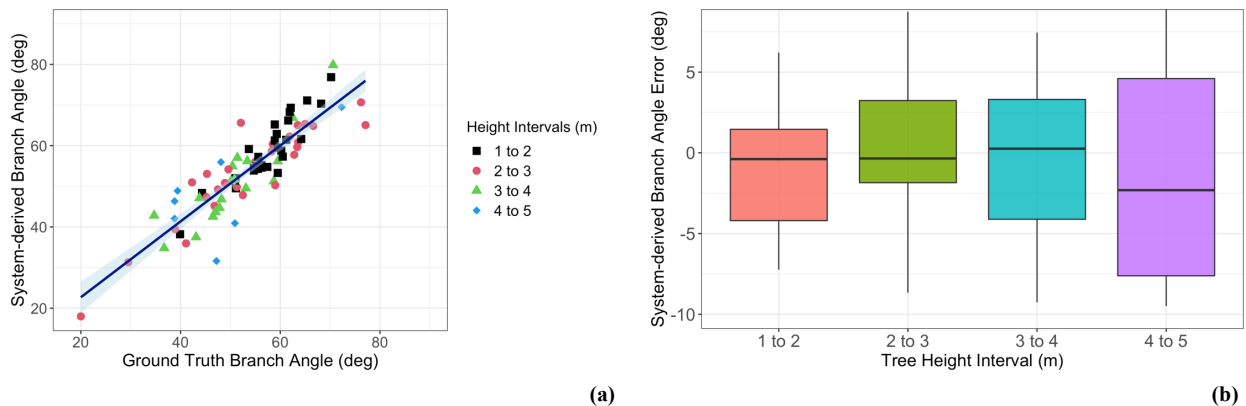 System-derived Branch Angle (deg)
80
60
40
20
20 40 60 80
Ground Truth Branch Angle (deg)
Height Intervals (m)
1 to 2
2 to 3
3 to 4
4 to 5
(a)
System-derived Branch Angle Error (deg)
5
0
-5
-10
1 to 2 2 to 3 3 to 4 4 to 5
Tree Height Interval (m)
(b)